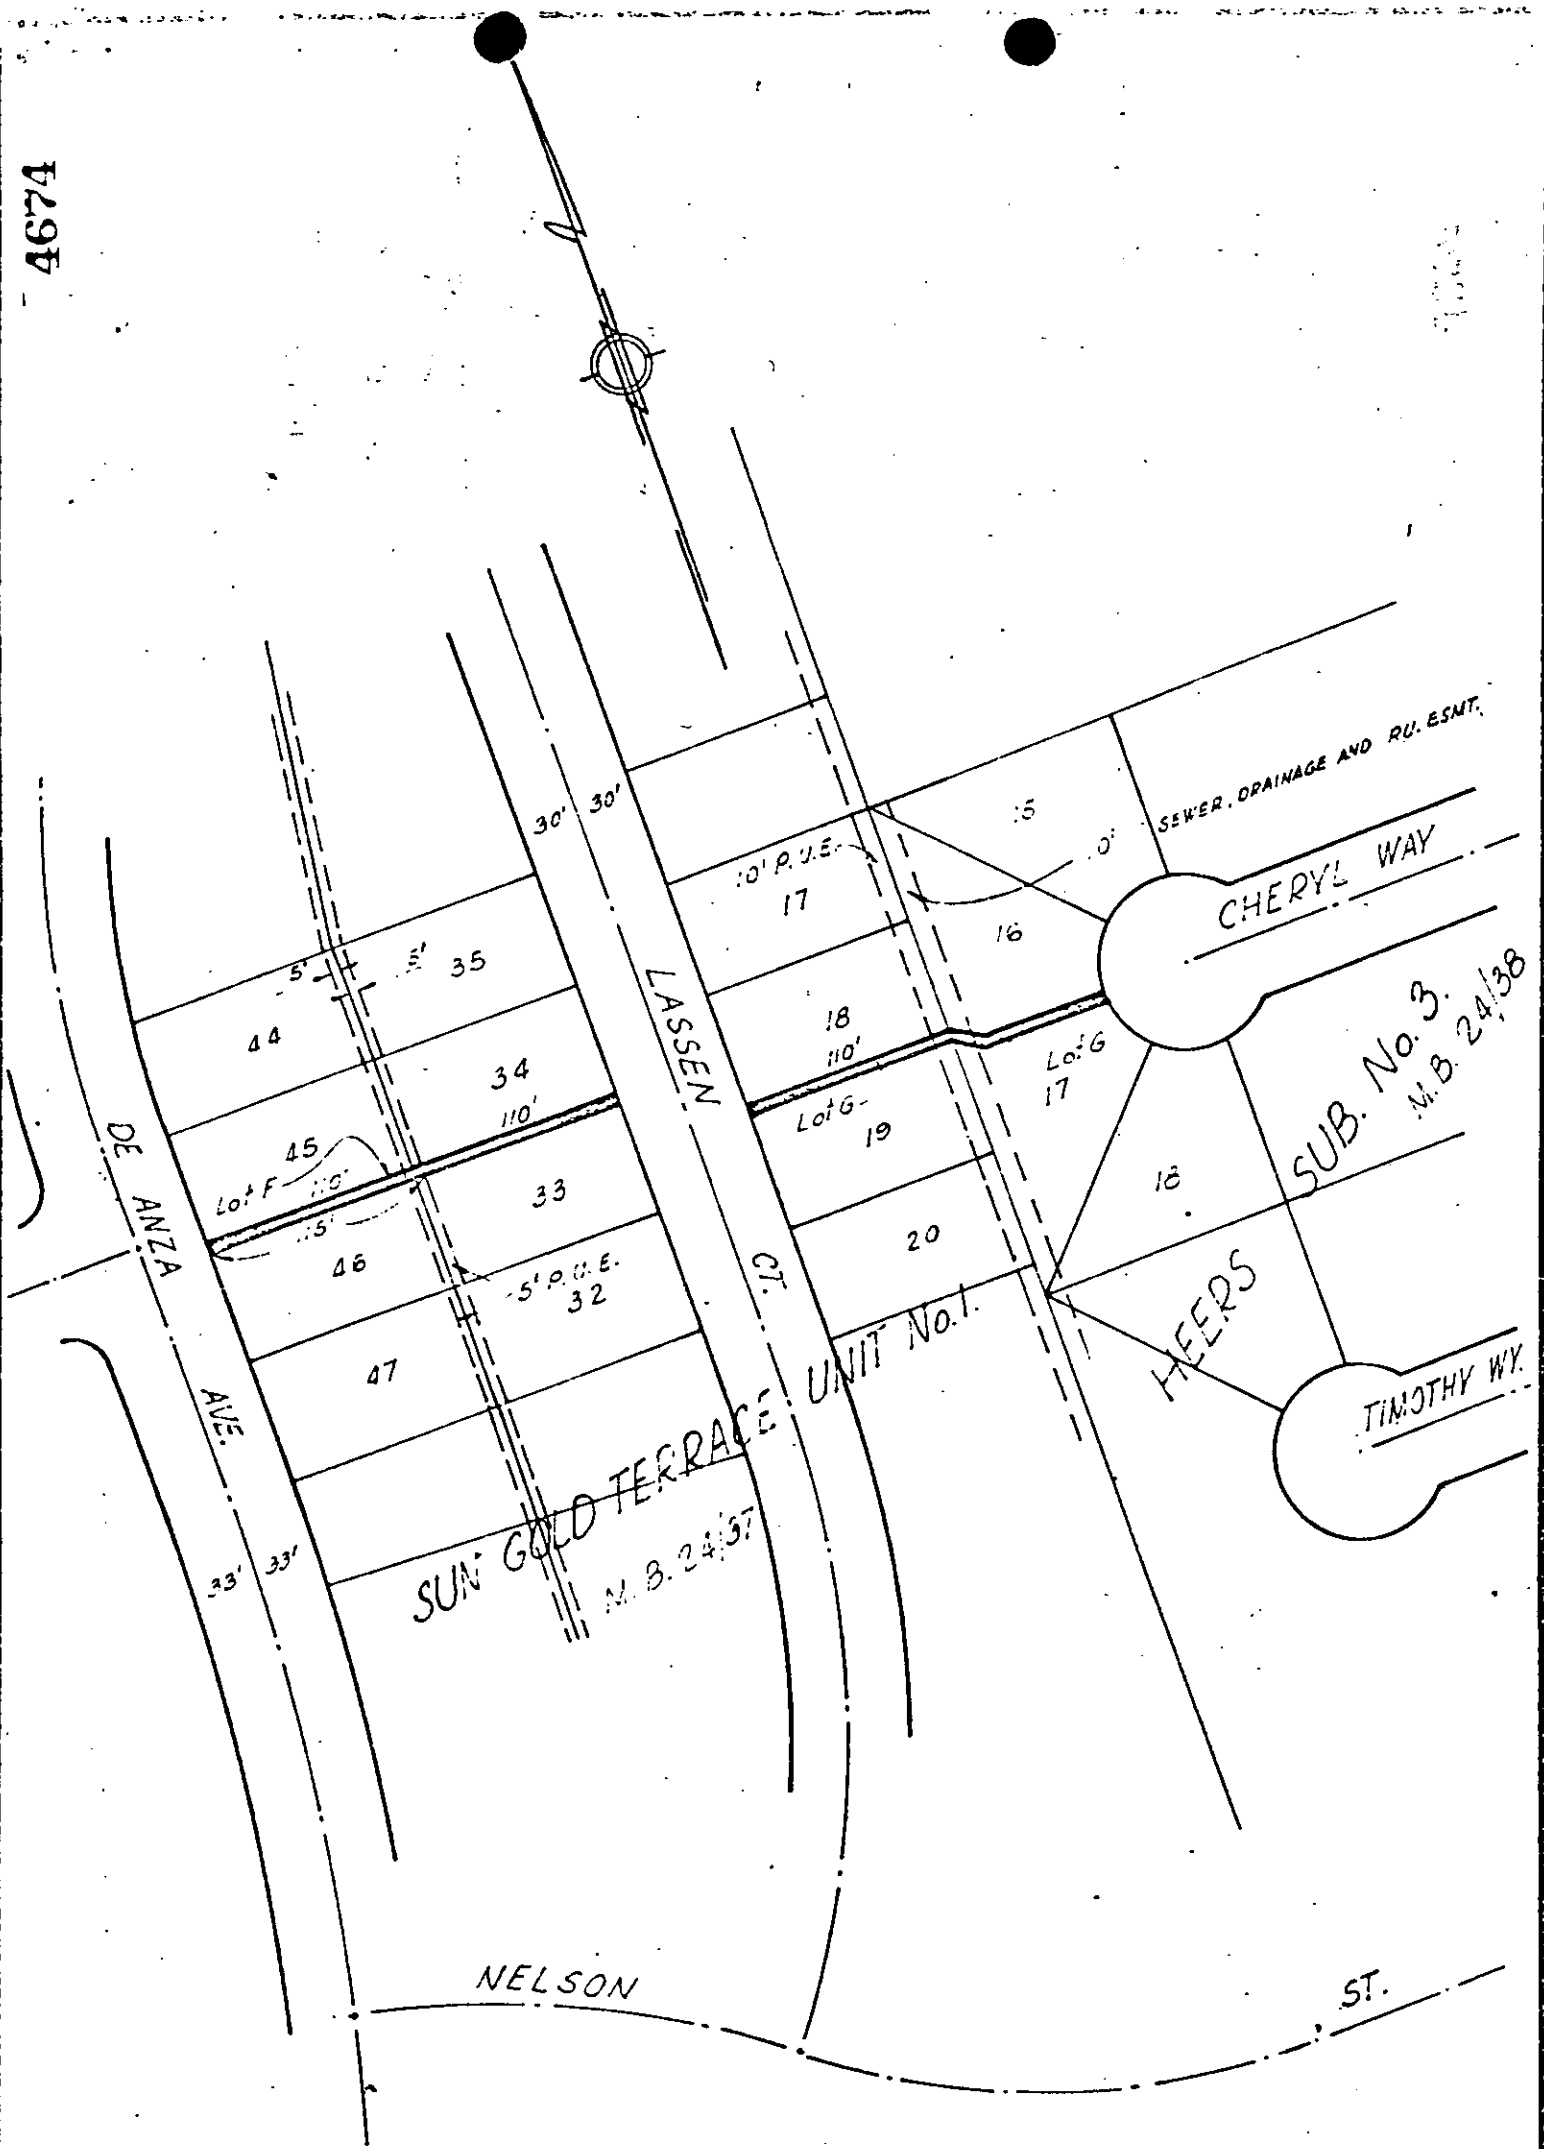 4674
30' 30'
15
SEWER, DRAINAGE AND P.U. ESMT.
10' P.U.E.
17
CHERYL WAY
16
5' 5'
35
44
LASSEN CT.
18
110'
SUB. No. 3.
M.B. 24/38
34
110'
Lot G
17
DE ANZA AVE.
45
Lot F
110'
15'
Lot G
19
33
18
46
5' P.U.E.
32
20
47
HEERS
TIMOTHY WY.
SUN GOLD TERRACE UNIT No.1.
M.B. 24/37
33' 33'
NELSON ST.